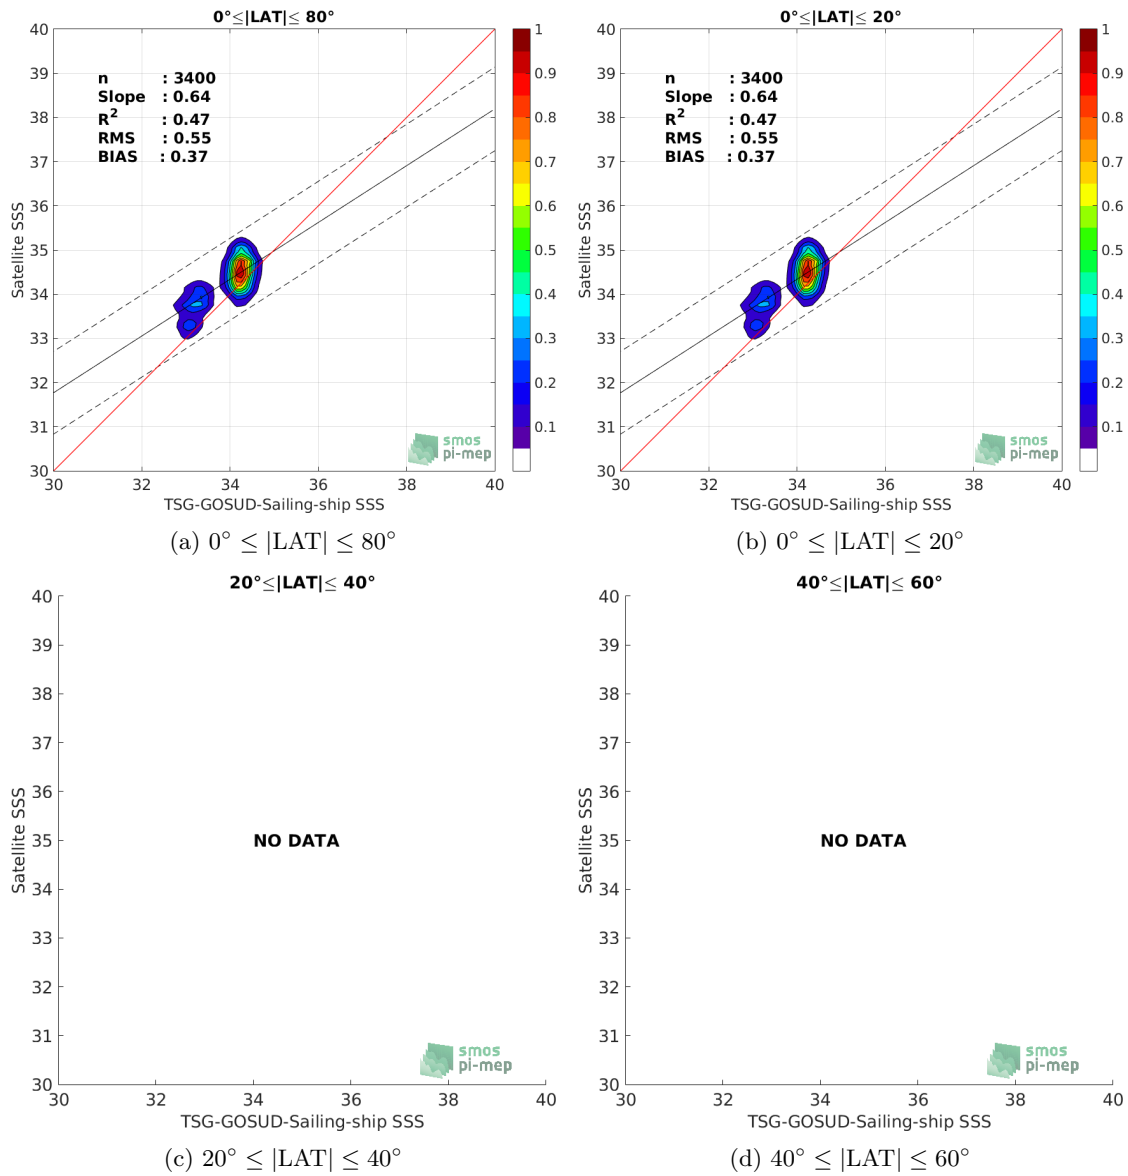 0°≤|LAT|≤ 80°
40
39
38
37
36
35
34
33
32
31
30
Satellite SSS
n : 3400
Slope : 0.64
R2 : 0.47
RMS : 0.55
BIAS : 0.37
1
0.9
0.8
0.7
0.6
0.5
0.4
0.3
0.2
0.1
smos
pi-mep
30 32 34 36 38 40
TSG-GOSUD-Sailing-ship SSS
(a) 0° ≤ |LAT| ≤ 80°
0°≤|LAT|≤ 20°
40
39
38
37
36
35
34
33
32
31
30
Satellite SSS
n : 3400
Slope : 0.64
R2 : 0.47
RMS : 0.55
BIAS : 0.37
1
0.9
0.8
0.7
0.6
0.5
0.4
0.3
0.2
0.1
smos
pi-mep
30 32 34 36 38 40
TSG-GOSUD-Sailing-ship SSS
(b) 0° ≤ |LAT| ≤ 20°
20°≤|LAT|≤ 40°
40
39
38
37
36
35
34
33
32
31
30
Satellite SSS
NO DATA
smos
pi-mep
30 32 34 36 38 40
TSG-GOSUD-Sailing-ship SSS
(c) 20° ≤ |LAT| ≤ 40°
40°≤|LAT|≤ 60°
40
39
38
37
36
35
34
33
32
31
30
Satellite SSS
NO DATA
smos
pi-mep
30 32 34 36 38 40
TSG-GOSUD-Sailing-ship SSS
(d) 40° ≤ |LAT| ≤ 60°